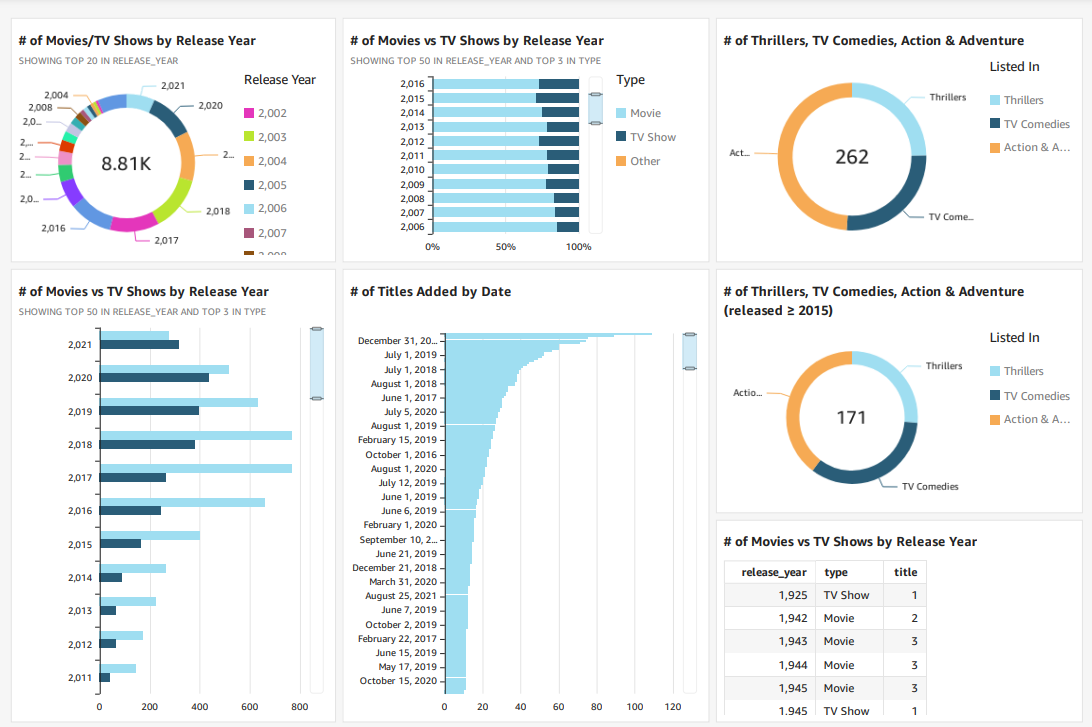 # of Movies/TV Shows by Release Year
SHOWING TOP 20 IN RELEASE_YEAR
Release Year
2,021
2,020
2...
2,018
2,017
2,016
2,0...
2...
2...
2,...
2,0...
2,008
2,004
8.81K
2,002
2,003
2,004
2,005
2,006
2,007
# of Movies vs TV Shows by Release Year
SHOWING TOP 50 IN RELEASE_YEAR AND TOP 3 IN TYPE
2,016
2,015
2,014
2,013
2,012
2,011
2,010
2,009
2,008
2,007
2,006
0%
50%
100%
Type
Movie
TV Show
Other
# of Thrillers, TV Comedies, Action & Adventure
Listed In
Thrillers
Act...
262
TV Come...
Thrillers
TV Comedies
Action & A...
# of Movies vs TV Shows by Release Year
SHOWING TOP 50 IN RELEASE_YEAR AND TOP 3 IN TYPE
2,021
2,020
2,019
2,018
2,017
2,016
2,015
2,014
2,013
2,012
2,011
0
200
400
600
800
# of Titles Added by Date
December 31, 20...
July 1, 2019
July 1, 2018
August 1, 2018
June 1, 2017
July 5, 2020
August 1, 2019
February 15, 2019
October 1, 2016
August 1, 2020
July 12, 2019
June 1, 2019
June 6, 2019
February 1, 2020
September 10, 2...
June 21, 2019
December 21, 2018
March 31, 2020
August 25, 2021
June 7, 2019
October 2, 2019
February 22, 2017
June 15, 2019
May 17, 2019
October 15, 2020
0
20
40
60
80
100
120
# of Thrillers, TV Comedies, Action & Adventure
(released ≥ 2015)
Listed In
Thrillers
Actio...
171
TV Comedies
Thrillers
TV Comedies
Action & A...
# of Movies vs TV Shows by Release Year
release_year type title
1,925 TV Show 1
1,942 Movie 2
1,943 Movie 3
1,944 Movie 3
1,945 Movie 3
1,945 TV Show 1